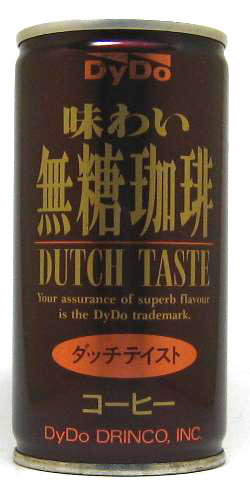 DyDo
味わい
無糖珈琲
DUTCH TASTE
Your assurance of superb flavour
is the DyDo trademark.
ダッチテイスト
コーヒー
DyDo DRINCO, INC.